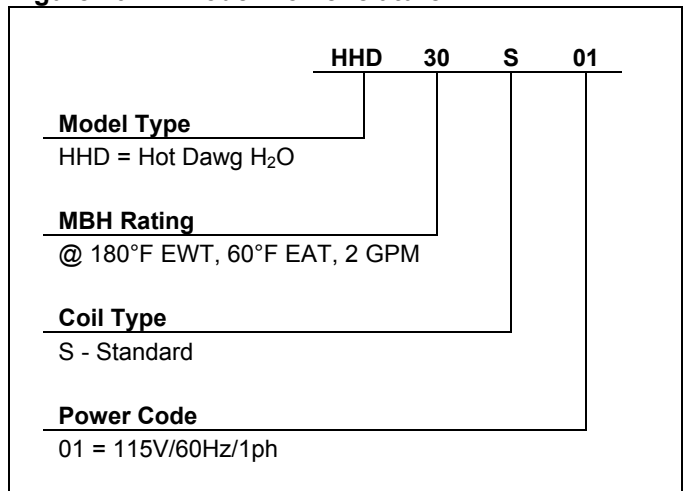 HHD 30 S 01
Model Type
HHD = Hot Dawg H₂O
MBH Rating
@ 180°F EWT, 60°F EAT, 2 GPM
Coil Type
S - Standard
Power Code
01 = 115V/60Hz/1ph